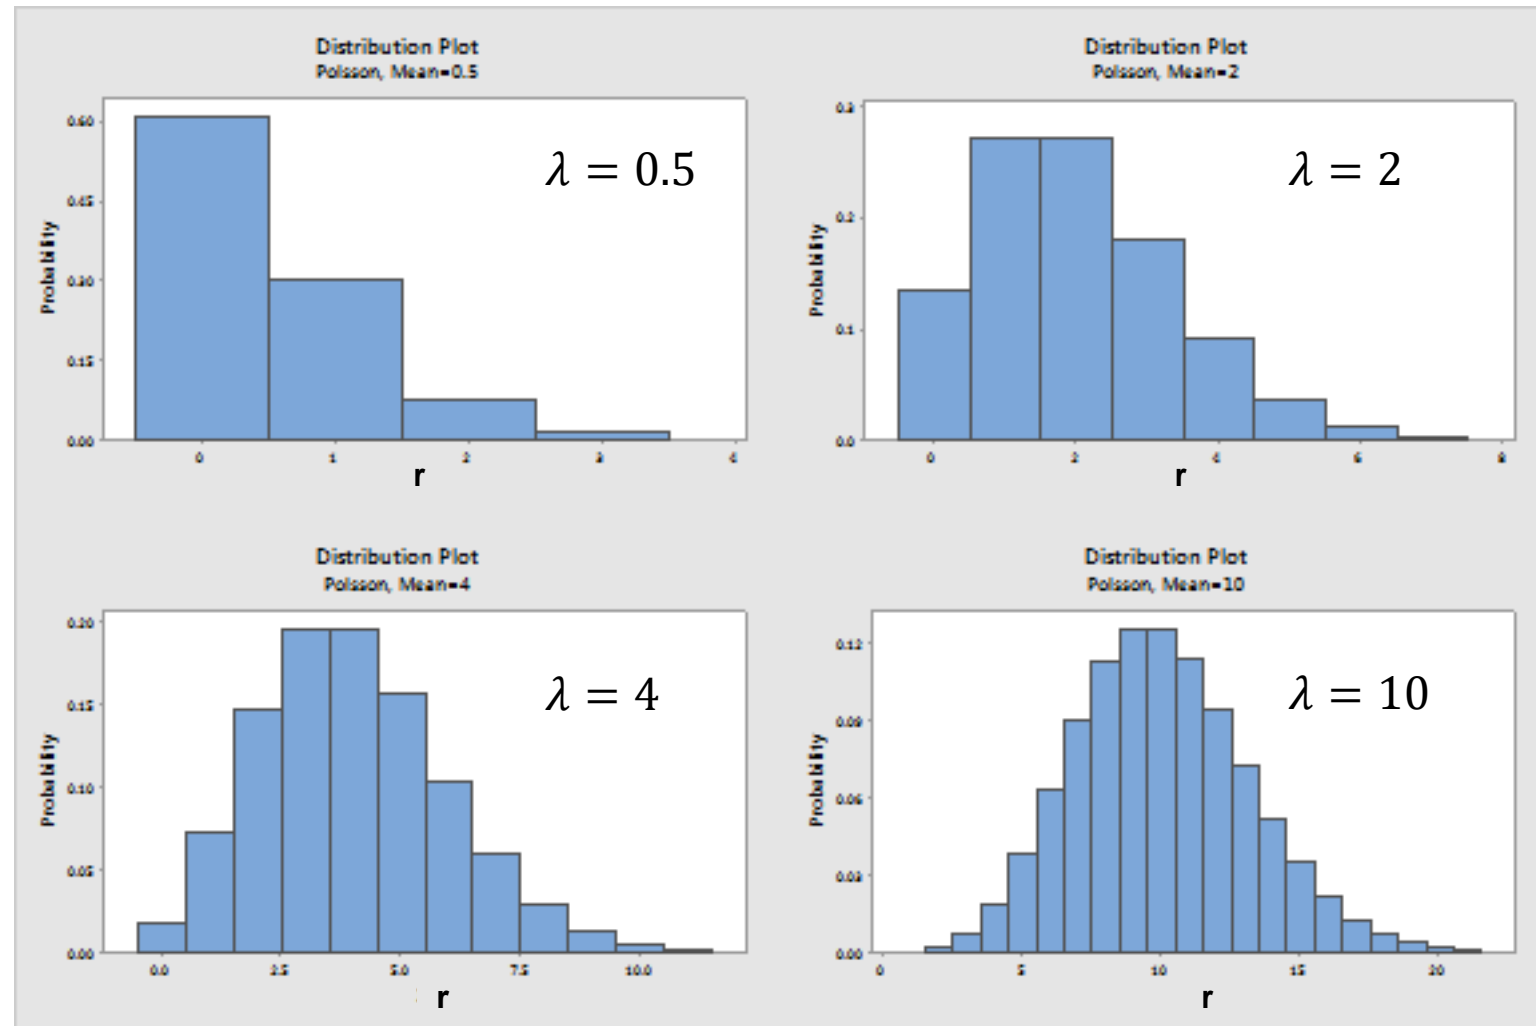 Distribution Plot
Poisson, Mean=0.5
0.60
0.45
0.30
0.15
0.00
Probability
λ = 0.5
0 1 2 3 4
r
Distribution Plot
Poisson, Mean=2
0.3
0.2
0.1
0.0
Probability
λ = 2
0 2 4 6 8
r
Distribution Plot
Poisson, Mean=4
0.20
0.15
0.10
0.05
0.00
Probability
λ = 4
0.0 2.5 5.0 7.5 10.0
r
Distribution Plot
Poisson, Mean=10
0.12
0.09
0.06
0.03
0.00
Probability
λ = 10
0 5 10 15 20
r